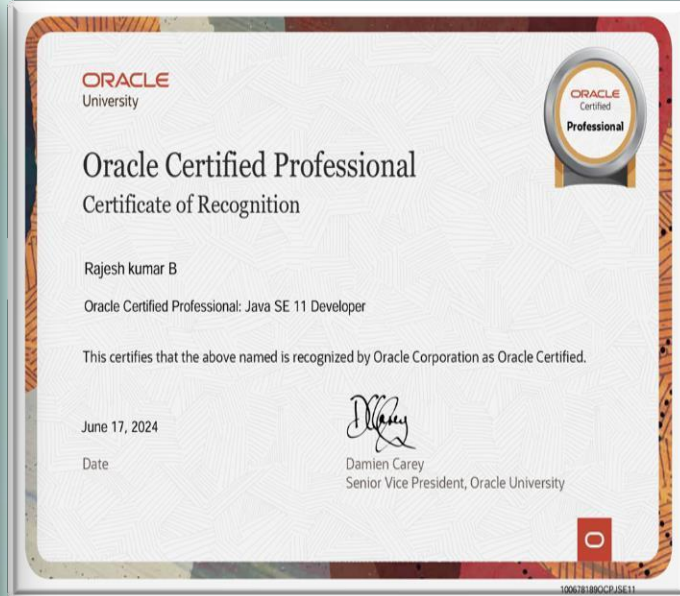 ORACLE
University
ORACLE
Certified
Professional
Oracle Certified Professional
Certificate of Recognition
Rajesh kumar B
Oracle Certified Professional: Java SE 11 Developer
This certifies that the above named is recognized by Oracle Corporation as Oracle Certified.
June 17, 2024
Date
Damien Carey
Senior Vice President, Oracle University
100678189OCPJSE11